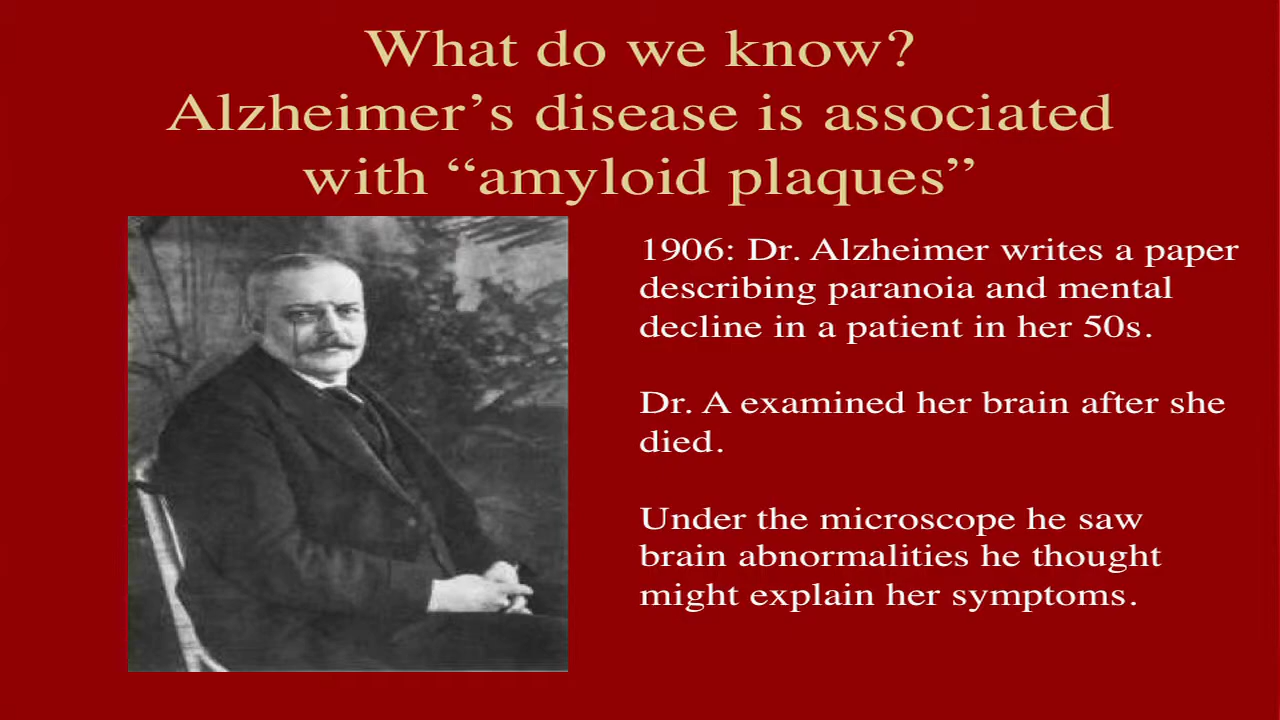 What do we know?
Alzheimer’s disease is associated
with “amyloid plaques”
1906: Dr. Alzheimer writes a paper
describing paranoia and mental
decline in a patient in her 50s.
Dr. A examined her brain after she
died.
Under the microscope he saw
brain abnormalities he thought
might explain her symptoms.